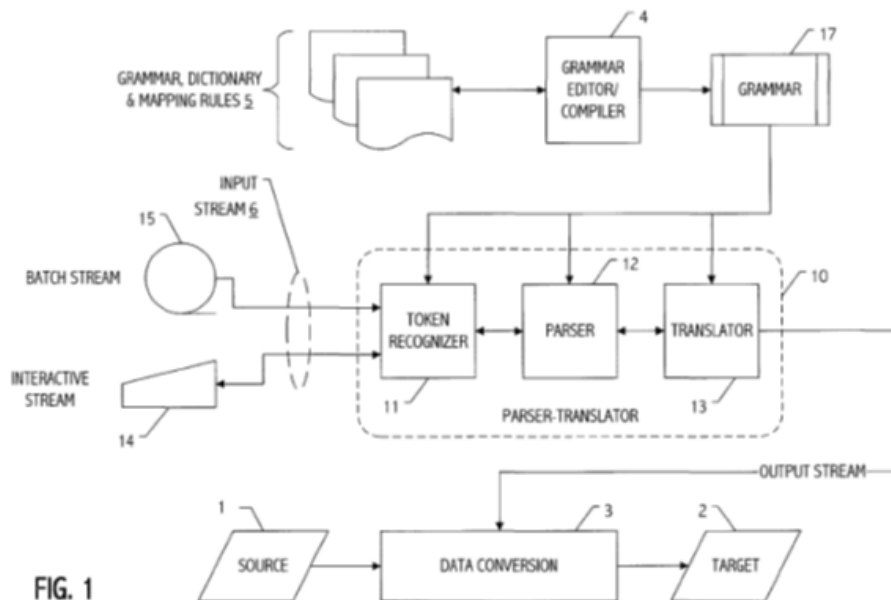 4
17
GRAMMAR, DICTIONARY
& MAPPING RULES 5
GRAMMAR
EDITOR/
COMPILER
GRAMMAR
INPUT
STREAM 6
15
BATCH STREAM
12
10
TOKEN
RECOGNIZER
PARSER
TRANSLATOR
INTERACTIVE
STREAM
14
11
13
PARSER-TRANSLATOR
OUTPUT STREAM
1
3
2
SOURCE
DATA CONVERSION
TARGET
FIG. 1